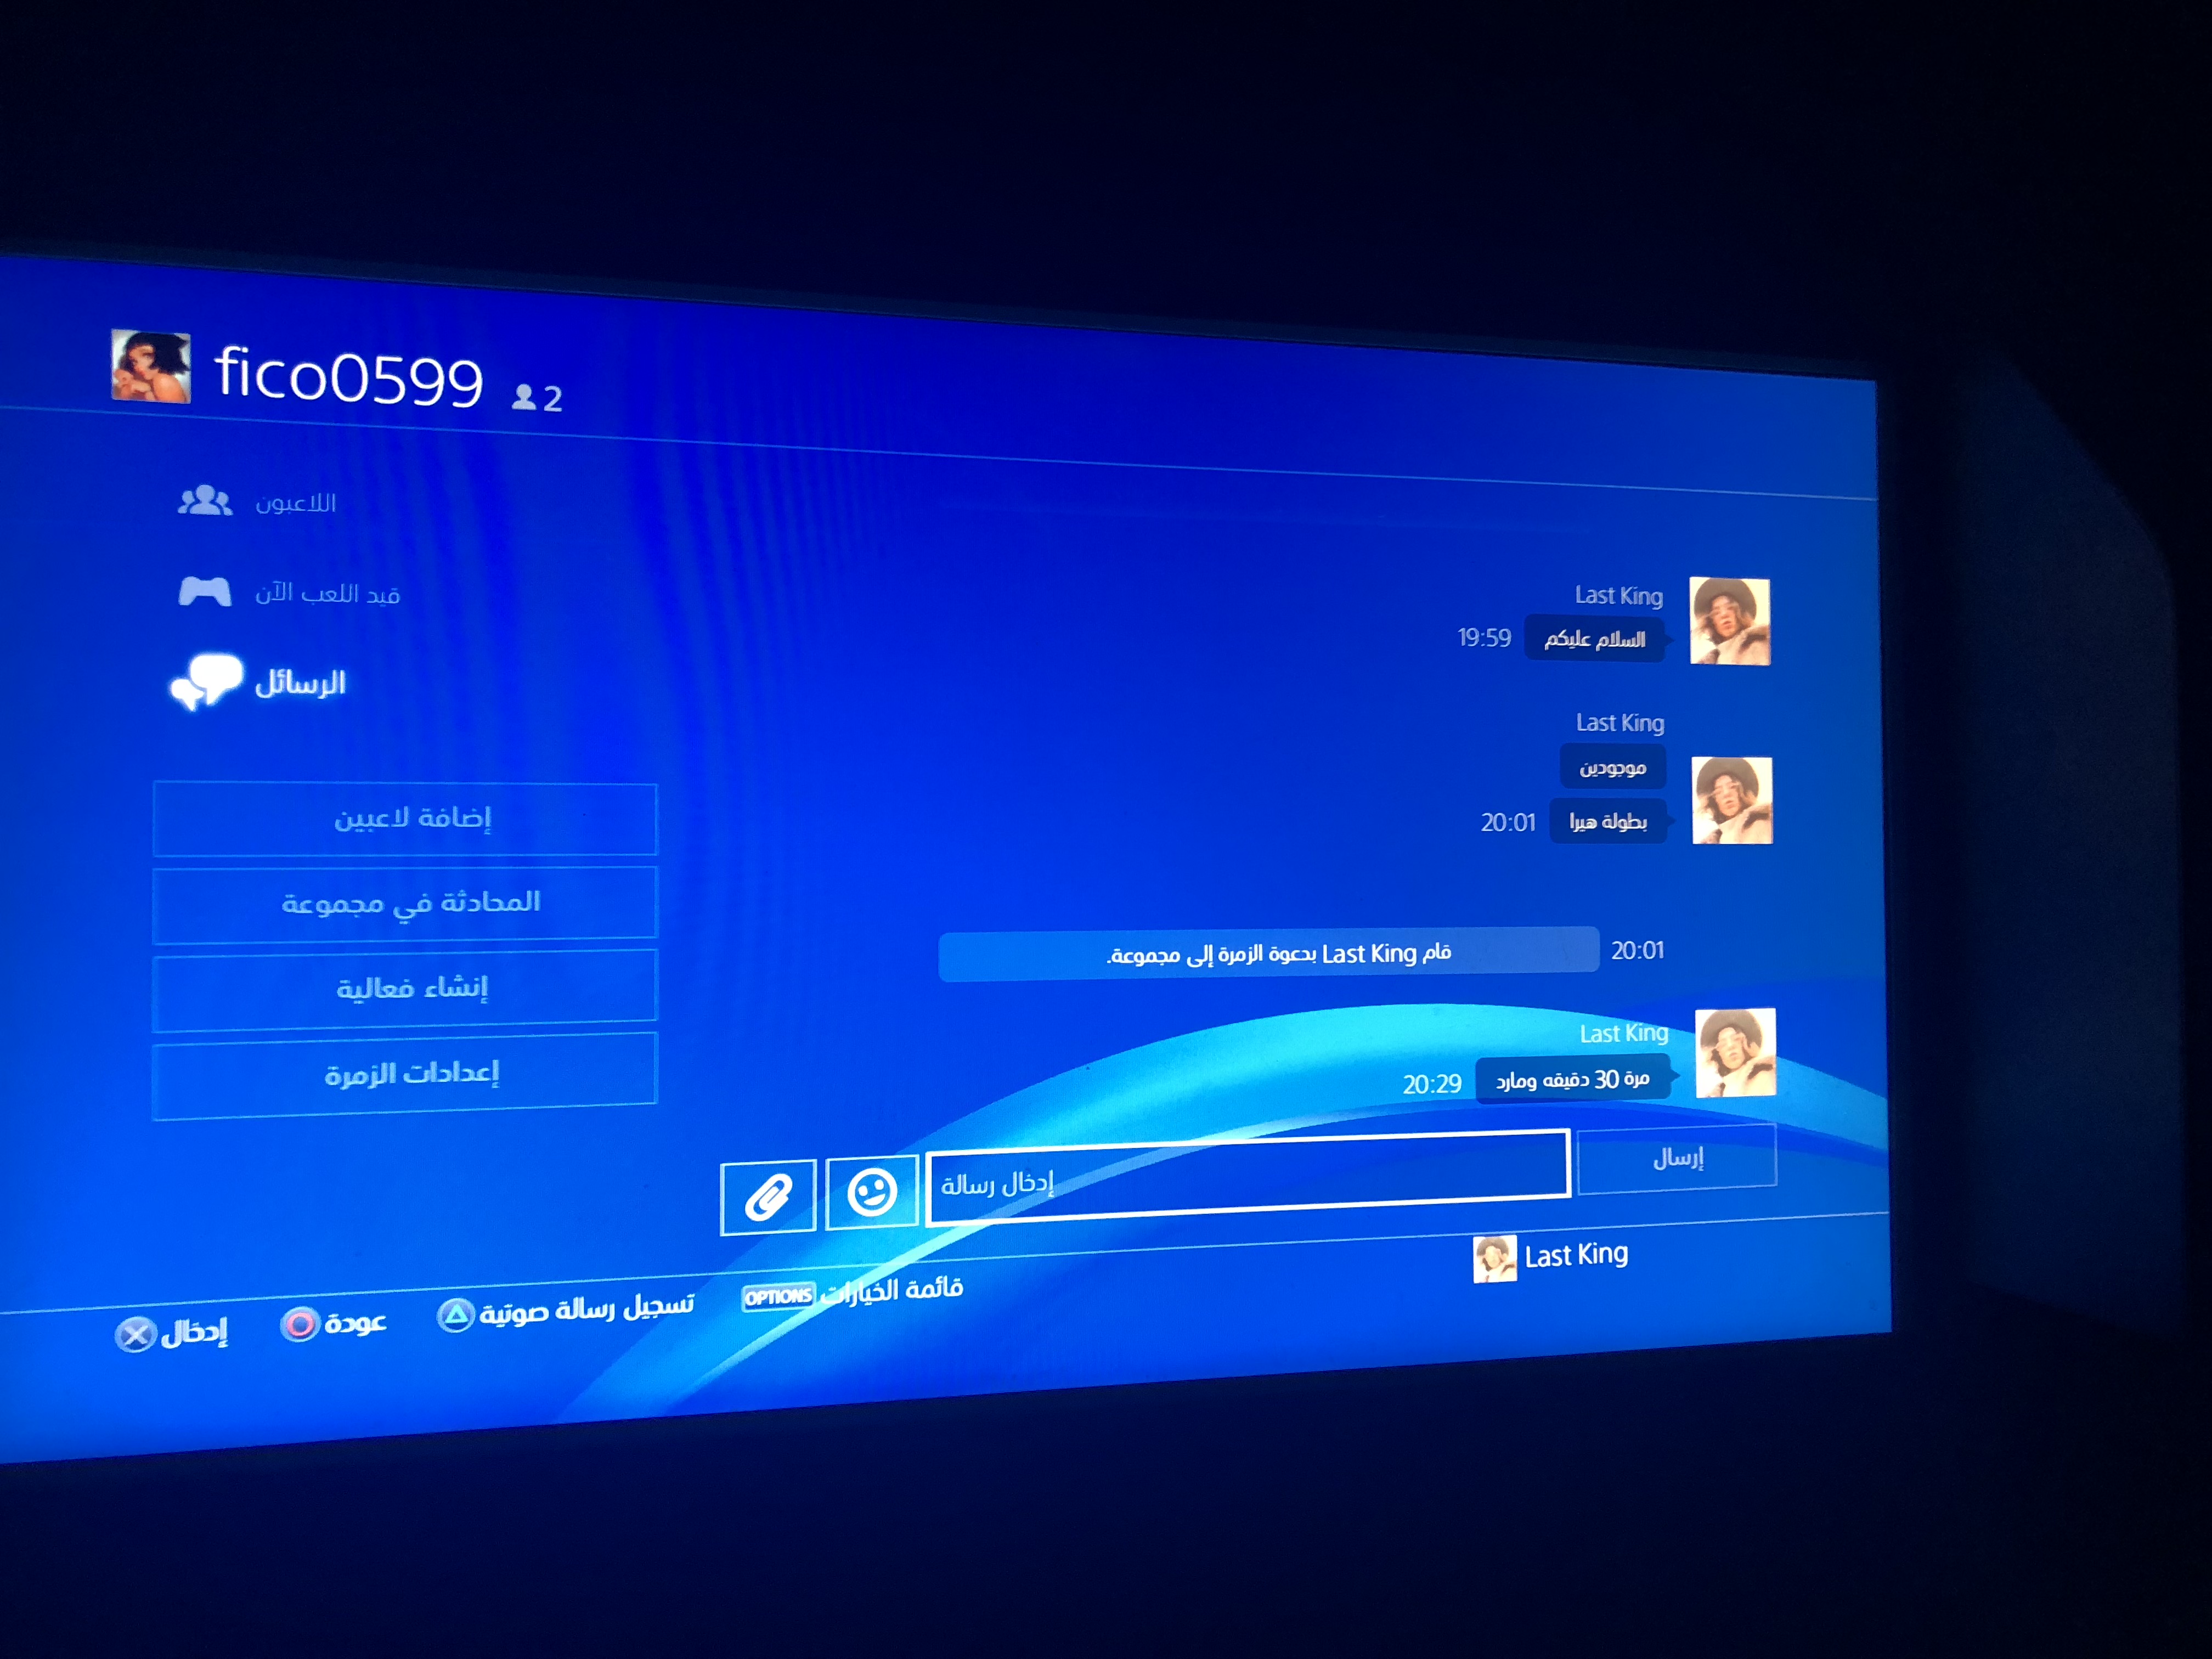 fico0599 2
اللاعبون
قيد اللعب الآن
الرسائل
إضافة لاعبين
المحادثة في مجموعة
إنشاء فعالية
إعدادات الزمرة
Last King
السلام عليكم 19:59
Last King
موجودين
بطولة هيرا 20:01
قام Last King بدعوة الزمرة إلى مجموعة. 20:01
Last King
مرة 30 دقيقه ومارد 20:29
إدخال رسالة
إرسال
Last King
إدخال
عودة
تسجيل رسالة صوتية
OPTIONS قائمة الخيارات